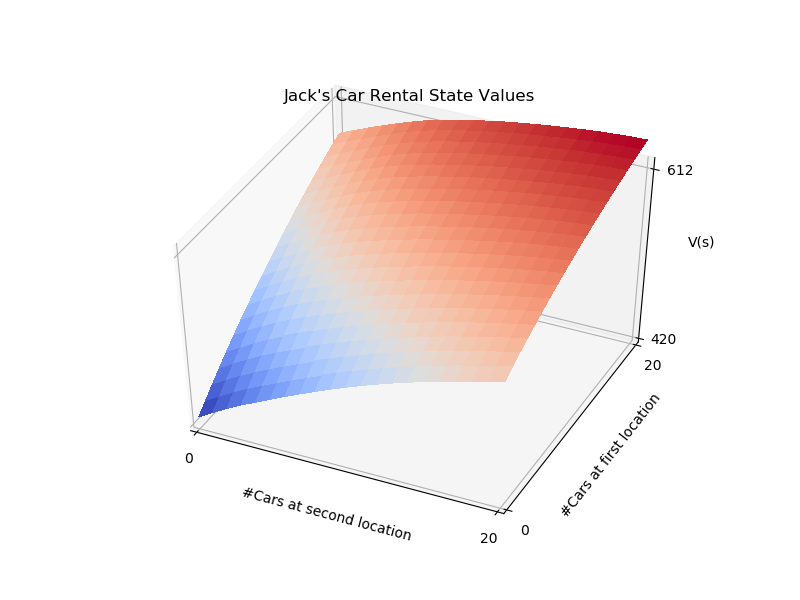 Jack's Car Rental State Values
612
V(s)
420
20
#Cars at first location
0
#Cars at second location
0
20